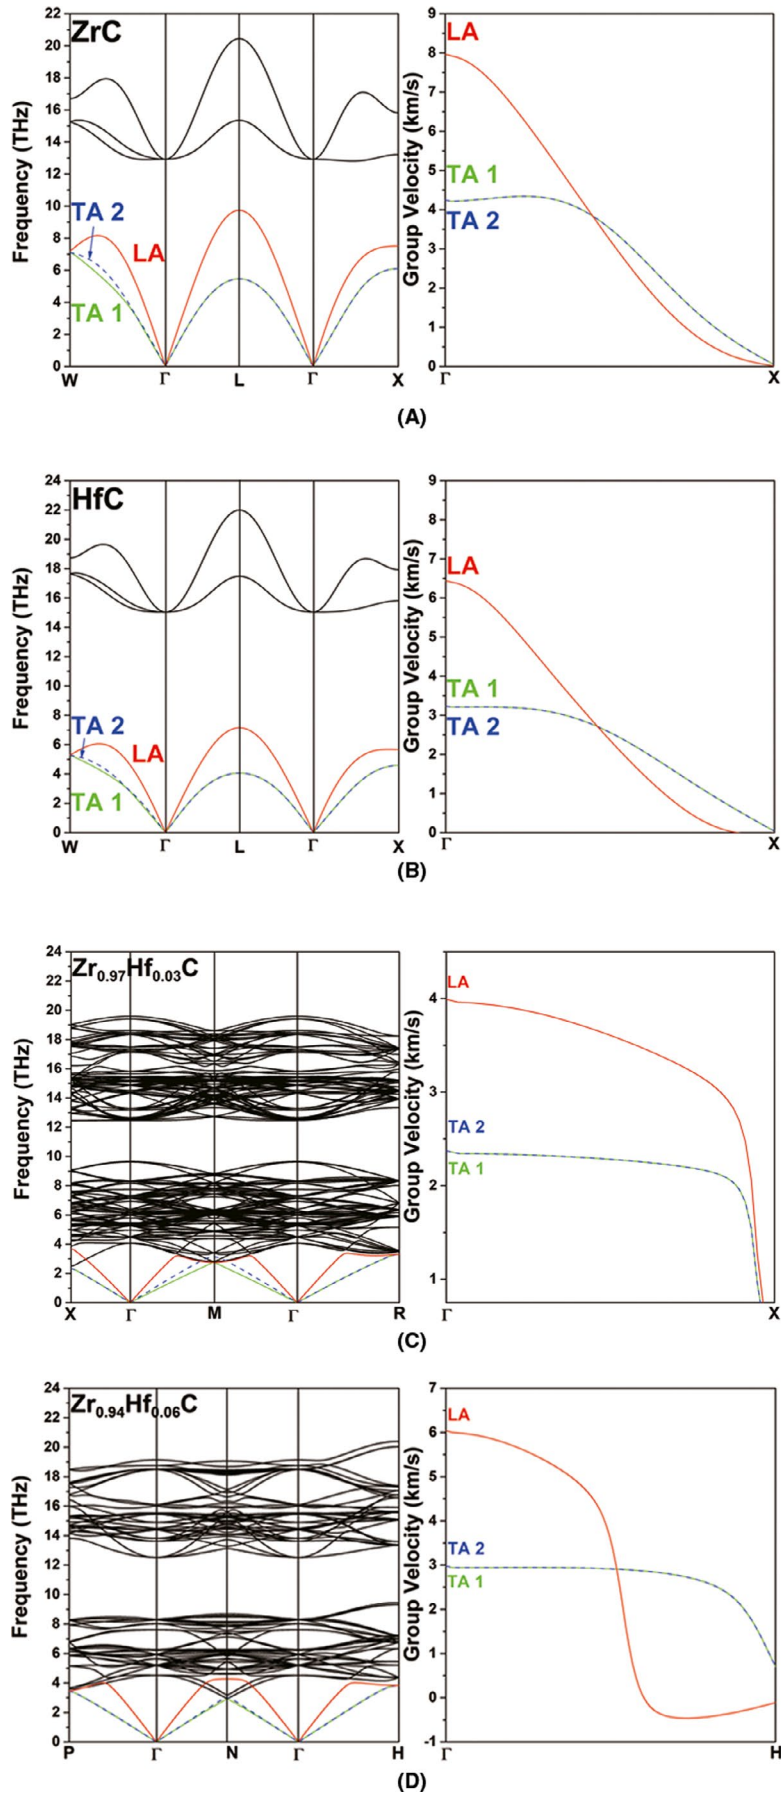 ZrC
Frequency (THz)
22
20
18
16
14
12
10
8
6
4
2
0
TA 2
LA
TA 1
W Γ L Γ X
Group Velocity (km/s)
9
8
7
6
5
4
3
2
1
0
LA
TA 1
TA 2
Γ X
(A)
HfC
Frequency (THz)
24
22
20
18
16
14
12
10
8
6
4
2
0
TA 2
LA
TA 1
W Γ L Γ X
Group Velocity (km/s)
9
8
7
6
5
4
3
2
1
0
LA
TA 1
TA 2
Γ X
(B)
Zr0.97Hf0.03C
Frequency (THz)
24
22
20
18
16
14
12
10
8
6
4
2
0
X Γ M Γ R
Group Velocity (km/s)
4
3
2
1
LA
TA 2
TA 1
Γ X
(C)
Zr0.94Hf0.06C
Frequency (THz)
24
22
20
18
16
14
12
10
8
6
4
2
0
P Γ N Γ H
Group Velocity (km/s)
7
6
5
4
3
2
1
0
-1
LA
TA 2
TA 1
Γ H
(D)